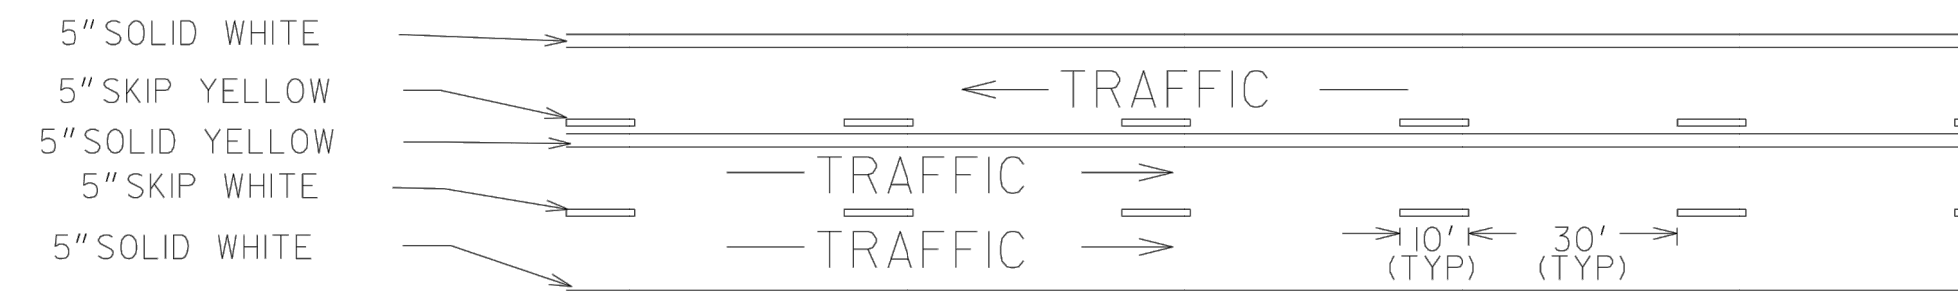 5"SOLID WHITE
5"SKIP YELLOW
5"SOLID YELLOW
5"SKIP WHITE
5"SOLID WHITE
TRAFFIC
TRAFFIC
TRAFFIC
10' 30'
(TYP) (TYP)